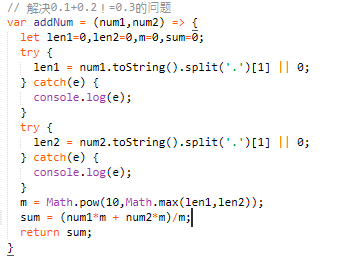 // 解决0.1+0.2！=0.3的问题
var addNum = (num1,num2) => {
  let len1=0,len2=0,m=0,sum=0;
  try {
    len1 = num1.toString().split('.')[1] || 0;
  } catch(e) {
    console.log(e);
  }
  try {
    len2 = num2.toString().split('.')[1] || 0;
  } catch(e) {
    console.log(e);
  }
  m = Math.pow(10,Math.max(len1,len2));
  sum = (num1*m + num2*m)/m;
  return sum;
}